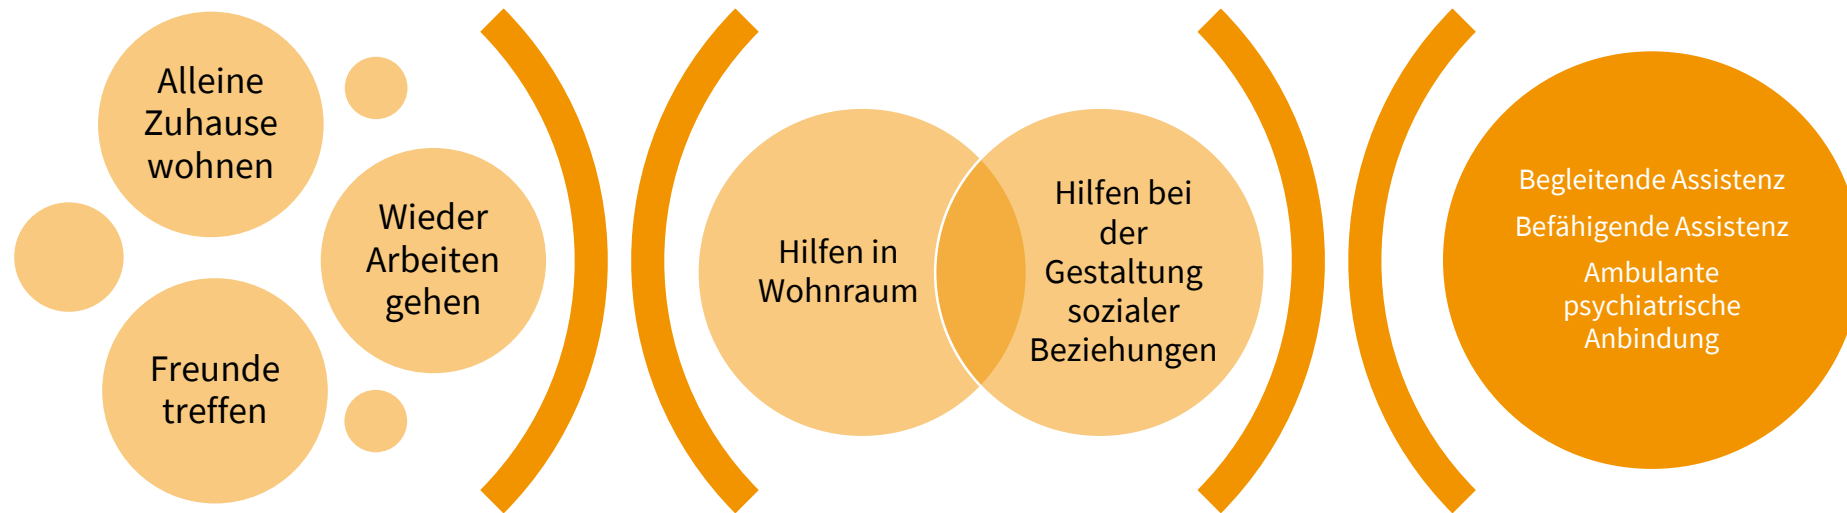 Alleine
Zuhause
wohnen
Wieder
Arbeiten
gehen
Freunde
treffen
Hilfen in
Wohnraum
Hilfen bei
der
Gestaltung
sozialer
Beziehungen
Begleitende Assistenz
Befähigende Assistenz
Ambulante
psychiatrische
Anbindung